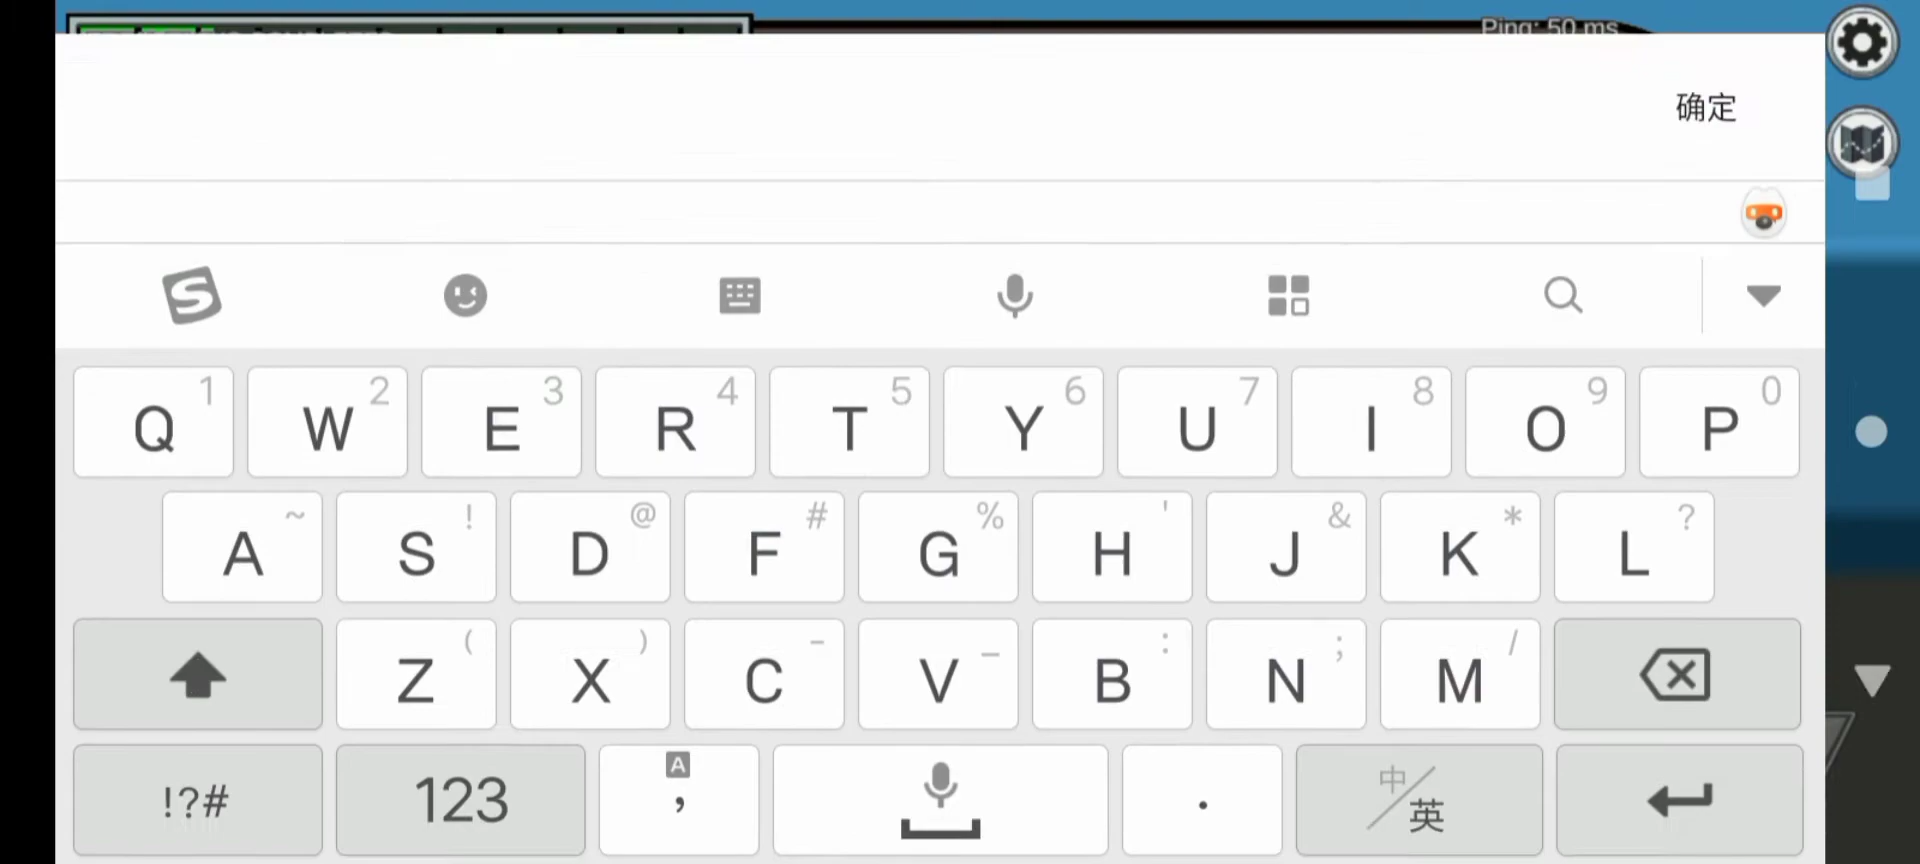 Ping: 50 ms
确定
1 2 3 4 5 6 7 8 9 0
Q W E R T Y U I O P
~ ! @ # % ' & * ?
A S D F G H J K L
( ) - _ : ; /
Z X C V B N M
!?# 123 A , . 中/英